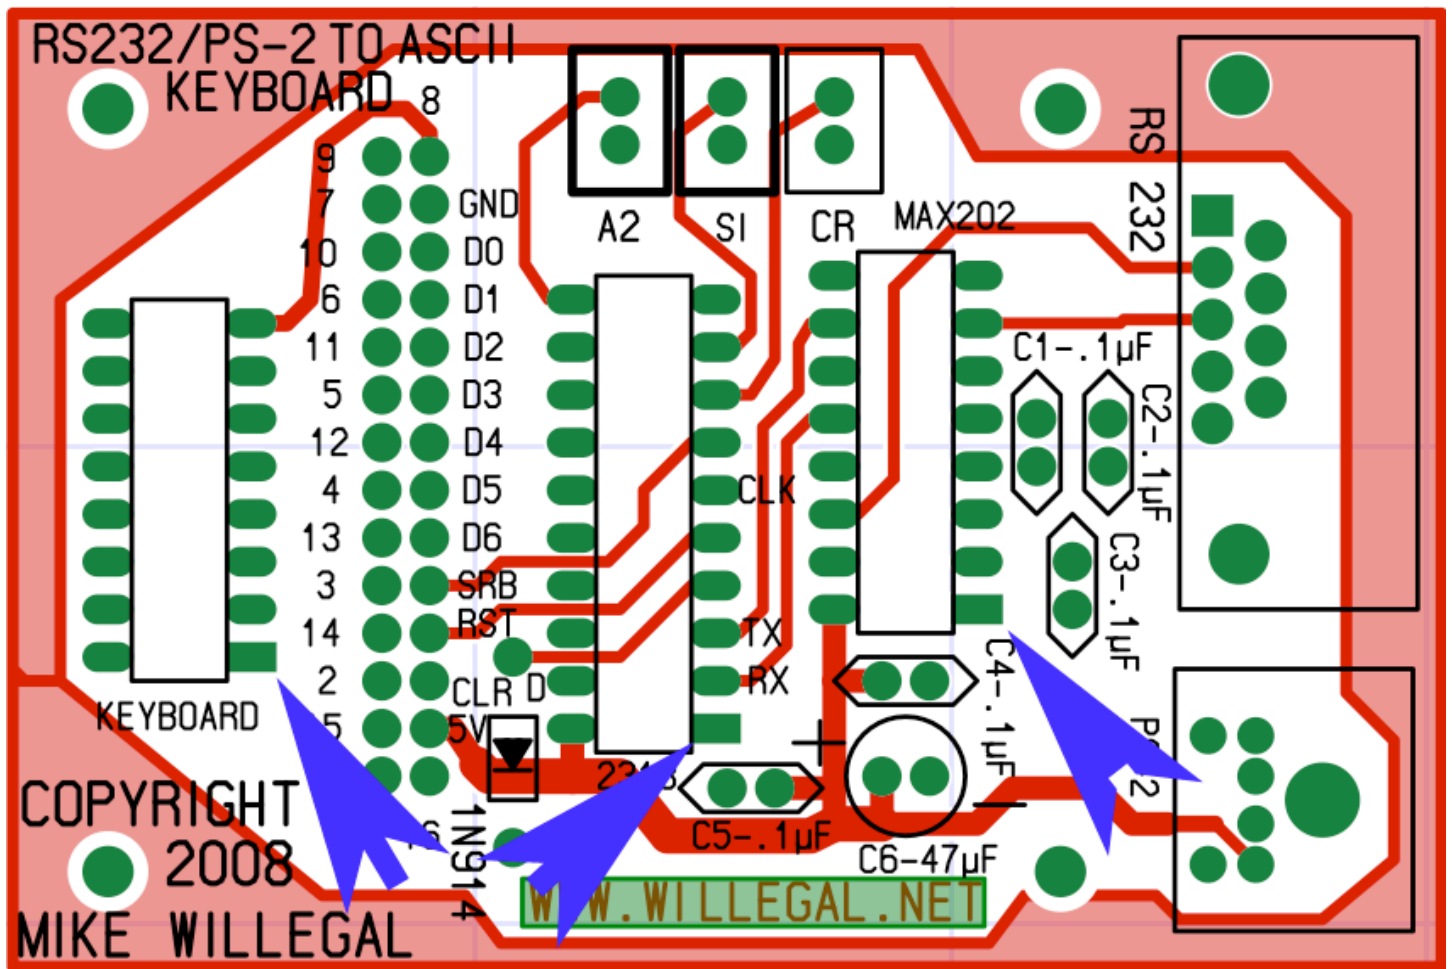 RS232/PS-2 TO ASCII
KEYBOARD
8
9
7
GND
10
D0
6
D1
11
D2
5
D3
12
D4
4
D5
13
D6
3
SRB
14
RST
2
CLR D
5V
KEYBOARD
A2
SI
CR
MAX202
CLK
TX
RX
RS 232
C1-.1µF
C2-.1µF
C3-.1µF
C4-.1µF
+
C5-.1µF
C6-47µF
1N914
COPYRIGHT
2008
MIKE WILLEGAL
WWW.WILLEGAL.NET